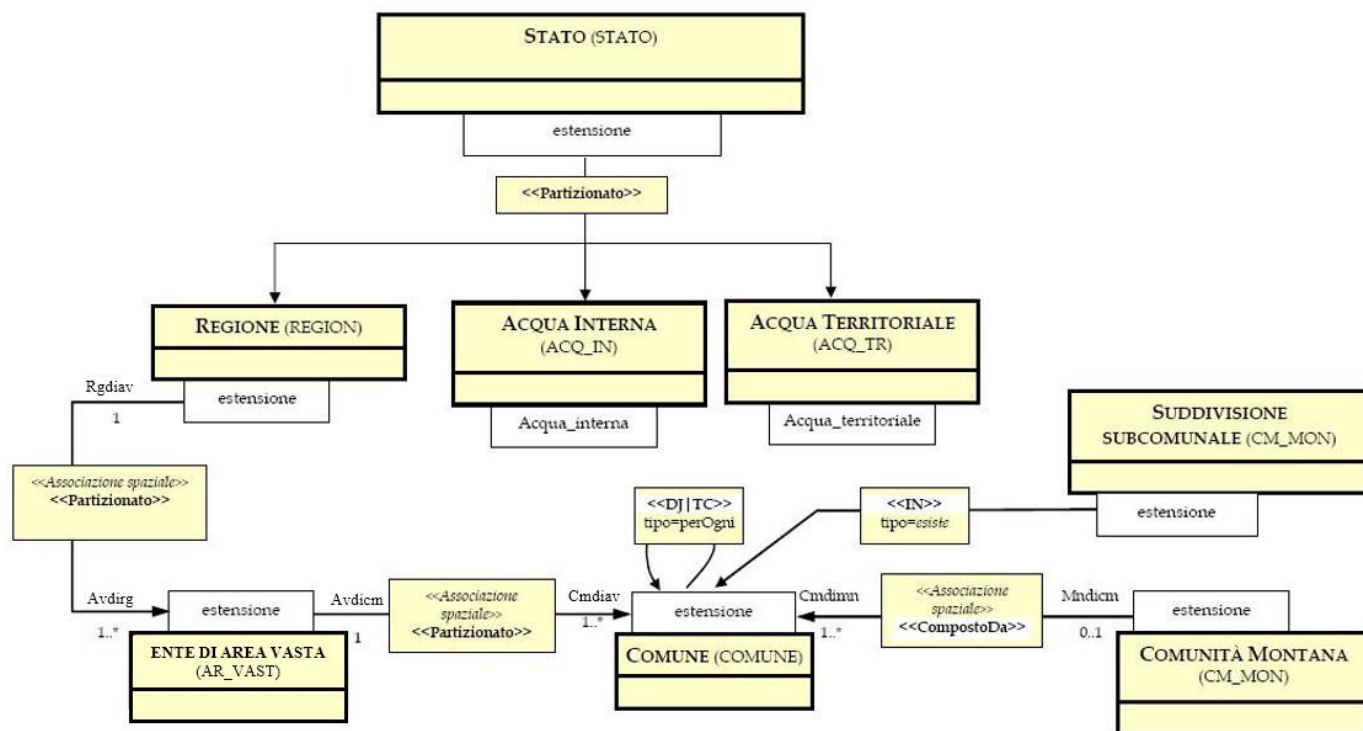 STATO (STATO)
estensione
<<Partizionato>>
REGIONE (REGION)
estensione
ACQUA INTERNA
(ACQ_IN)
Acqua_interna
ACQUA TERRITORIALE
(ACQ_TR)
Acqua_territoriale
SUDDIVISIONE
SUBCOMUNALE (CM_MON)
estensione
Rgdiav
1
<<Associazione spaziale>>
<<Partizionato>>
Avdirg
1..*
estensione
ENTE DI AREA VASTA
(AR_VAST)
Avdicm
1
<<Associazione
spaziale>>
<<Partizionato>>
Cmdiav
1..*
<<DJ|TC>>
tipo=perOgni
<<IN>>
tipo=esiste
estensione
COMUNE (COMUNE)
Cmdimn
1..*
<<Associazione
spaziale>>
<<CompostoDa>>
Mndicm
0..1
estensione
COMUNITÀ MONTANA
(CM_MON)